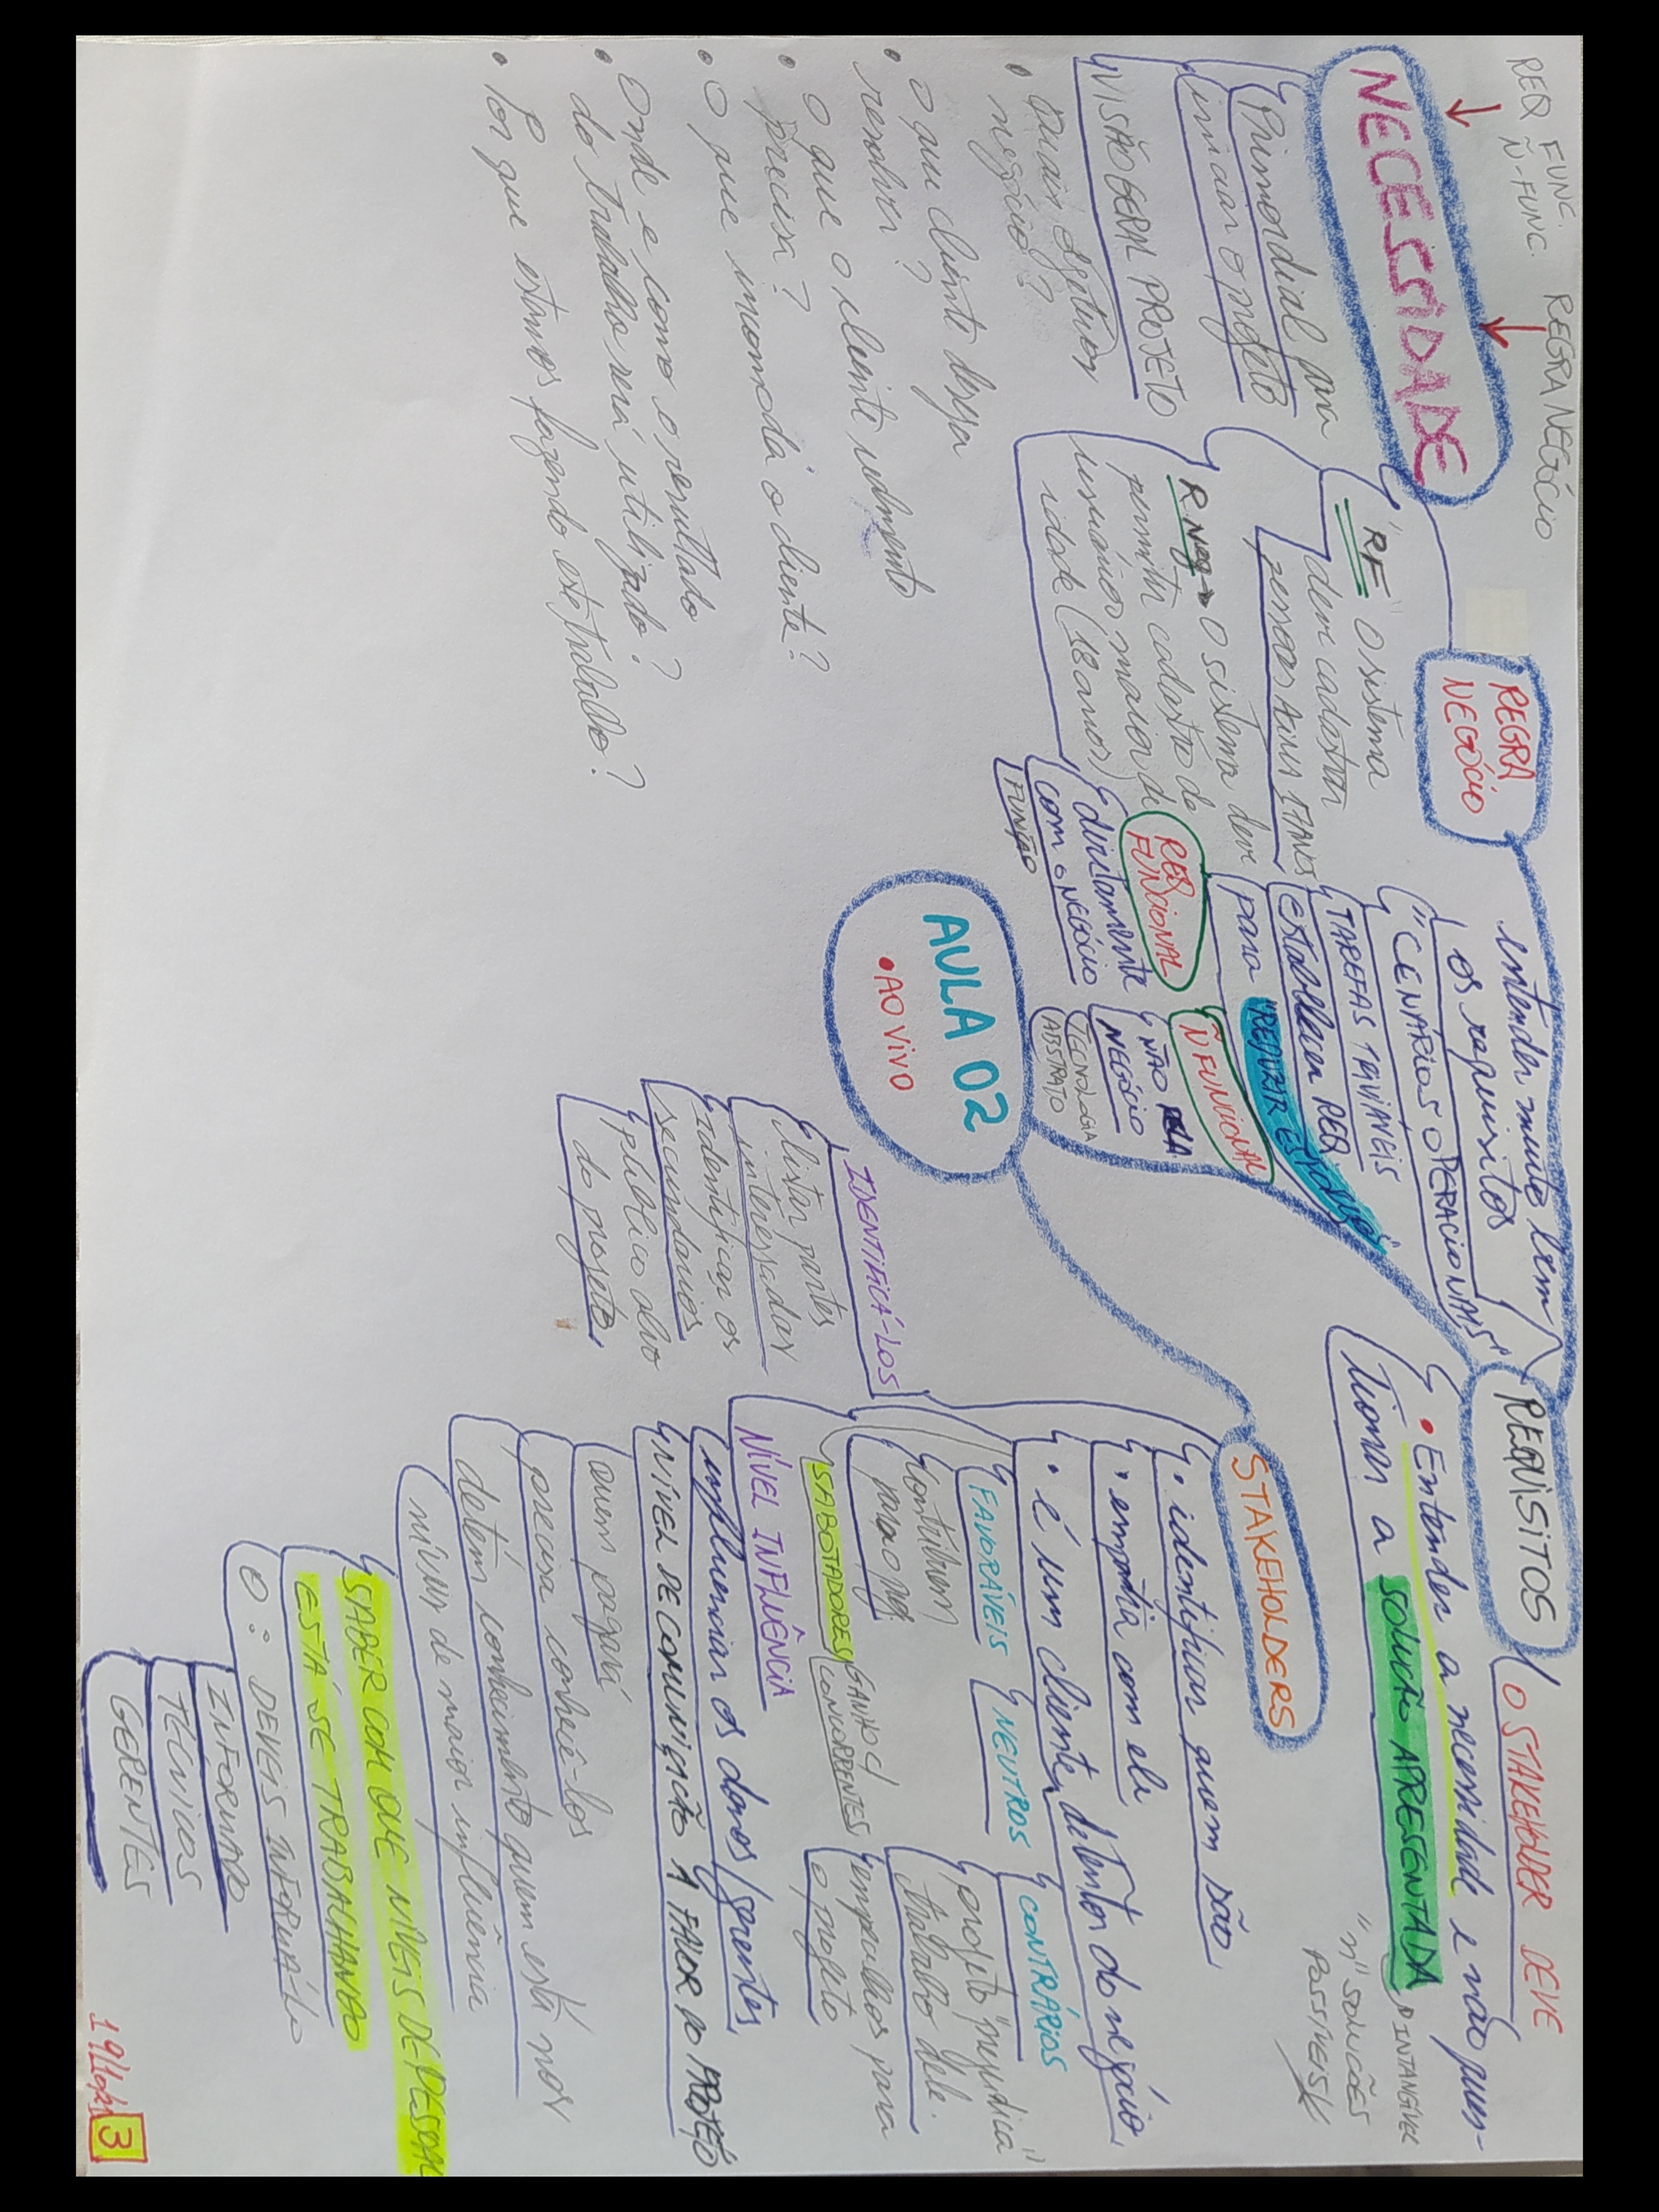 REQ FUNC.
Ñ-FUNC.
REGRA NEGÓCIO
NECESSIDADE
Primordial para
iniciar o projeto
VISÃO GERAL PROJETO
• Quais objetivos
negócio?
• O que cliente deseja
resolver?
• O que o cliente realmente
precisa?
• O que incomoda o cliente?
• Onde e como o resultado
do trabalho será utilizado?
• Por que estamos fazendo este trabalho?
REGRA
NEGÓCIO
"RF" O sistema
deve cadastrar
pessoas ACIMA 17 ANOS
R Neg → O sistema deve
permitir cadastro de
usuários maior de
idade (18 anos)
entender muito bem
os requisitos
"CENÁRIOS OPERACIONAIS"
TAREFAS TRIVIÁVEIS
estabelecer REQ.
para "REDUZIR ESFORÇOS"
REQ
FUNCIONAL
diretamente
com o NEGÓCIO
FUNÇÃO
Ñ FUNCIONAL
NÃO PELA
NEGÓCIO
TECNOLOGIA
ABSTRATO
REQUISITOS
O STAKEHOLDER DEVE
• Entender a necessidade e não ques-
tionar a SOLUÇÃO APRESENTADA
INTANGÍVEL
"n" SOLUÇÕES
POSSÍVEIS
AULA 02
• AO VIVO
STAKEHOLDERS
• identificar quem são
• empatia com ele
• é um cliente, detentor do negócio
FAVORÁVEIS
contribuem
para o proj.
NEUTROS
CONTRÁRIOS
projeto "prejudica"
trabalho dele.
empecilhos para
o projeto
SABOTADORES
GANHO c/
CONCORRENTES
IDENTIFICÁ-LOS
listar partes
interessadas
Identificar os
secundários
público alvo
do projeto
NÍVEL INFLUÊNCIA
influenciar os donos/gerentes
NÍVEL DE COMUNICAÇÃO A FAVOR DO PROJETO
quem pagará
precisa conhecê-los
detém conhecimento quem está nos
níveis de maior influência
SABER COM QUE NÍVEIS DE PESSOAL
ESTÁ SE TRABALHANDO
O : DEVEIS INFORMÁ-LO
INFORMADO
TÉCNICOS
GERENTES
19/10/21 3